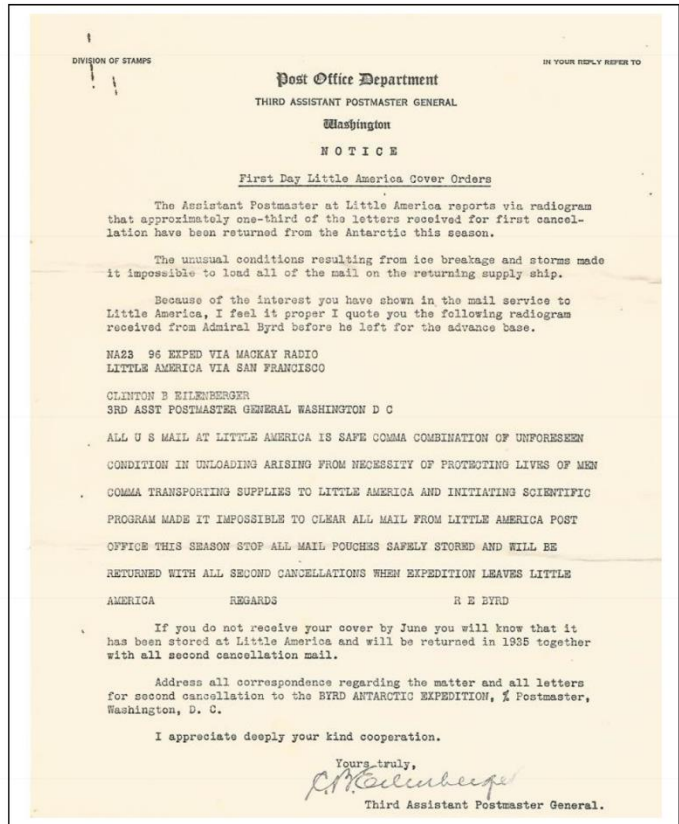 DIVISION OF STAMPS
IN YOUR REPLY REFER TO
Post Office Department
THIRD ASSISTANT POSTMASTER GENERAL
Washington
NOTICE
First Day Little America Cover Orders
The Assistant Postmaster at Little America reports via radiogram
that approximately one-third of the letters received for first cancel-
lation have been returned from the Antarctic this season.
The unusual conditions resulting from ice breakage and storms made
it impossible to load all of the mail on the returning supply ship.
Because of the interest you have shown in the mail service to
Little America, I feel it proper I quote you the following radiogram
received from Admiral Byrd before he left for the advance base.
NA23 96 EXPED VIA MACKAY RADIO
LITTLE AMERICA VIA SAN FRANCISCO
CLINTON B EILENBERGER
3RD ASST POSTMASTER GENERAL WASHINGTON D C
ALL U S MAIL AT LITTLE AMERICA IS SAFE COMMA COMBINATION OF UNFORESEEN
CONDITION IN UNLOADING ARISING FROM NECESSITY OF PROTECTING LIVES OF MEN
COMMA TRANSPORTING SUPPLIES TO LITTLE AMERICA AND INITIATING SCIENTIFIC
PROGRAM MADE IT IMPOSSIBLE TO CLEAR ALL MAIL FROM LITTLE AMERICA POST
OFFICE THIS SEASON STOP ALL MAIL POUCHES SAFELY STORED AND WILL BE
RETURNED WITH ALL SECOND CANCELLATIONS WHEN EXPEDITION LEAVES LITTLE
AMERICA REGARDS R E BYRD
If you do not receive your cover by June you will know that it
has been stored at Little America and will be returned in 1935 together
with all second cancellation mail.
Address all correspondence regarding the matter and all letters
for second cancellation to the BYRD ANTARCTIC EXPEDITION, % Postmaster,
Washington, D. C.
I appreciate deeply your kind cooperation.
Yours truly,
C.B. Eilenberger
Third Assistant Postmaster General.